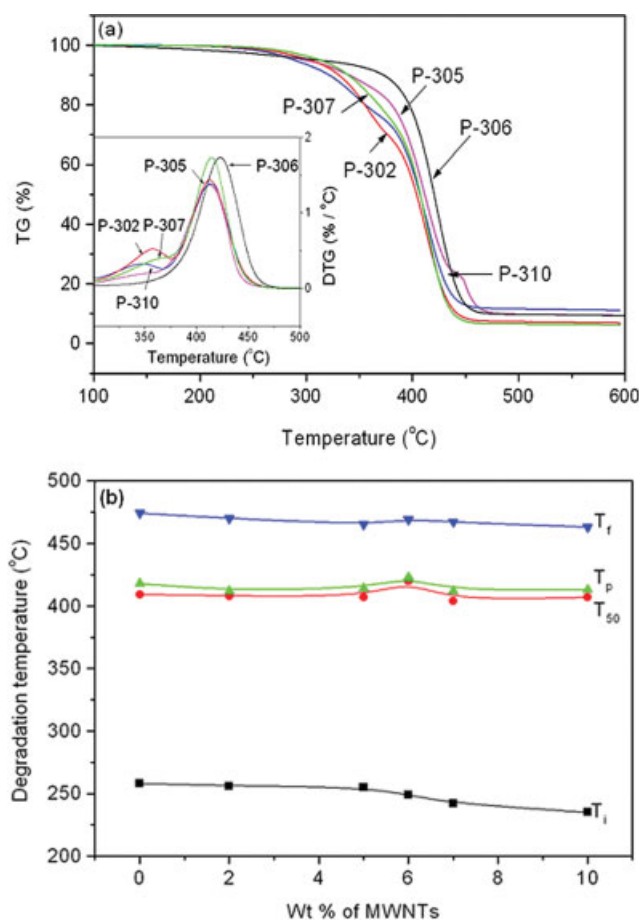 (a)
100
80
60
40
20
0
TG (%)
P-305
P-307
P-306
P-302
P-310
2
1
0
DTG (% / °C)
P-305
P-306
P-302
P-307
P-310
350 400 450 500
Temperature (°C)
100 200 300 400 500 600
Temperature (°C)
(b)
500
450
400
350
300
250
200
Degradation temperature (°C)
Tf
Tp
T50
Ti
0 2 4 6 8 10
Wt % of MWNTs